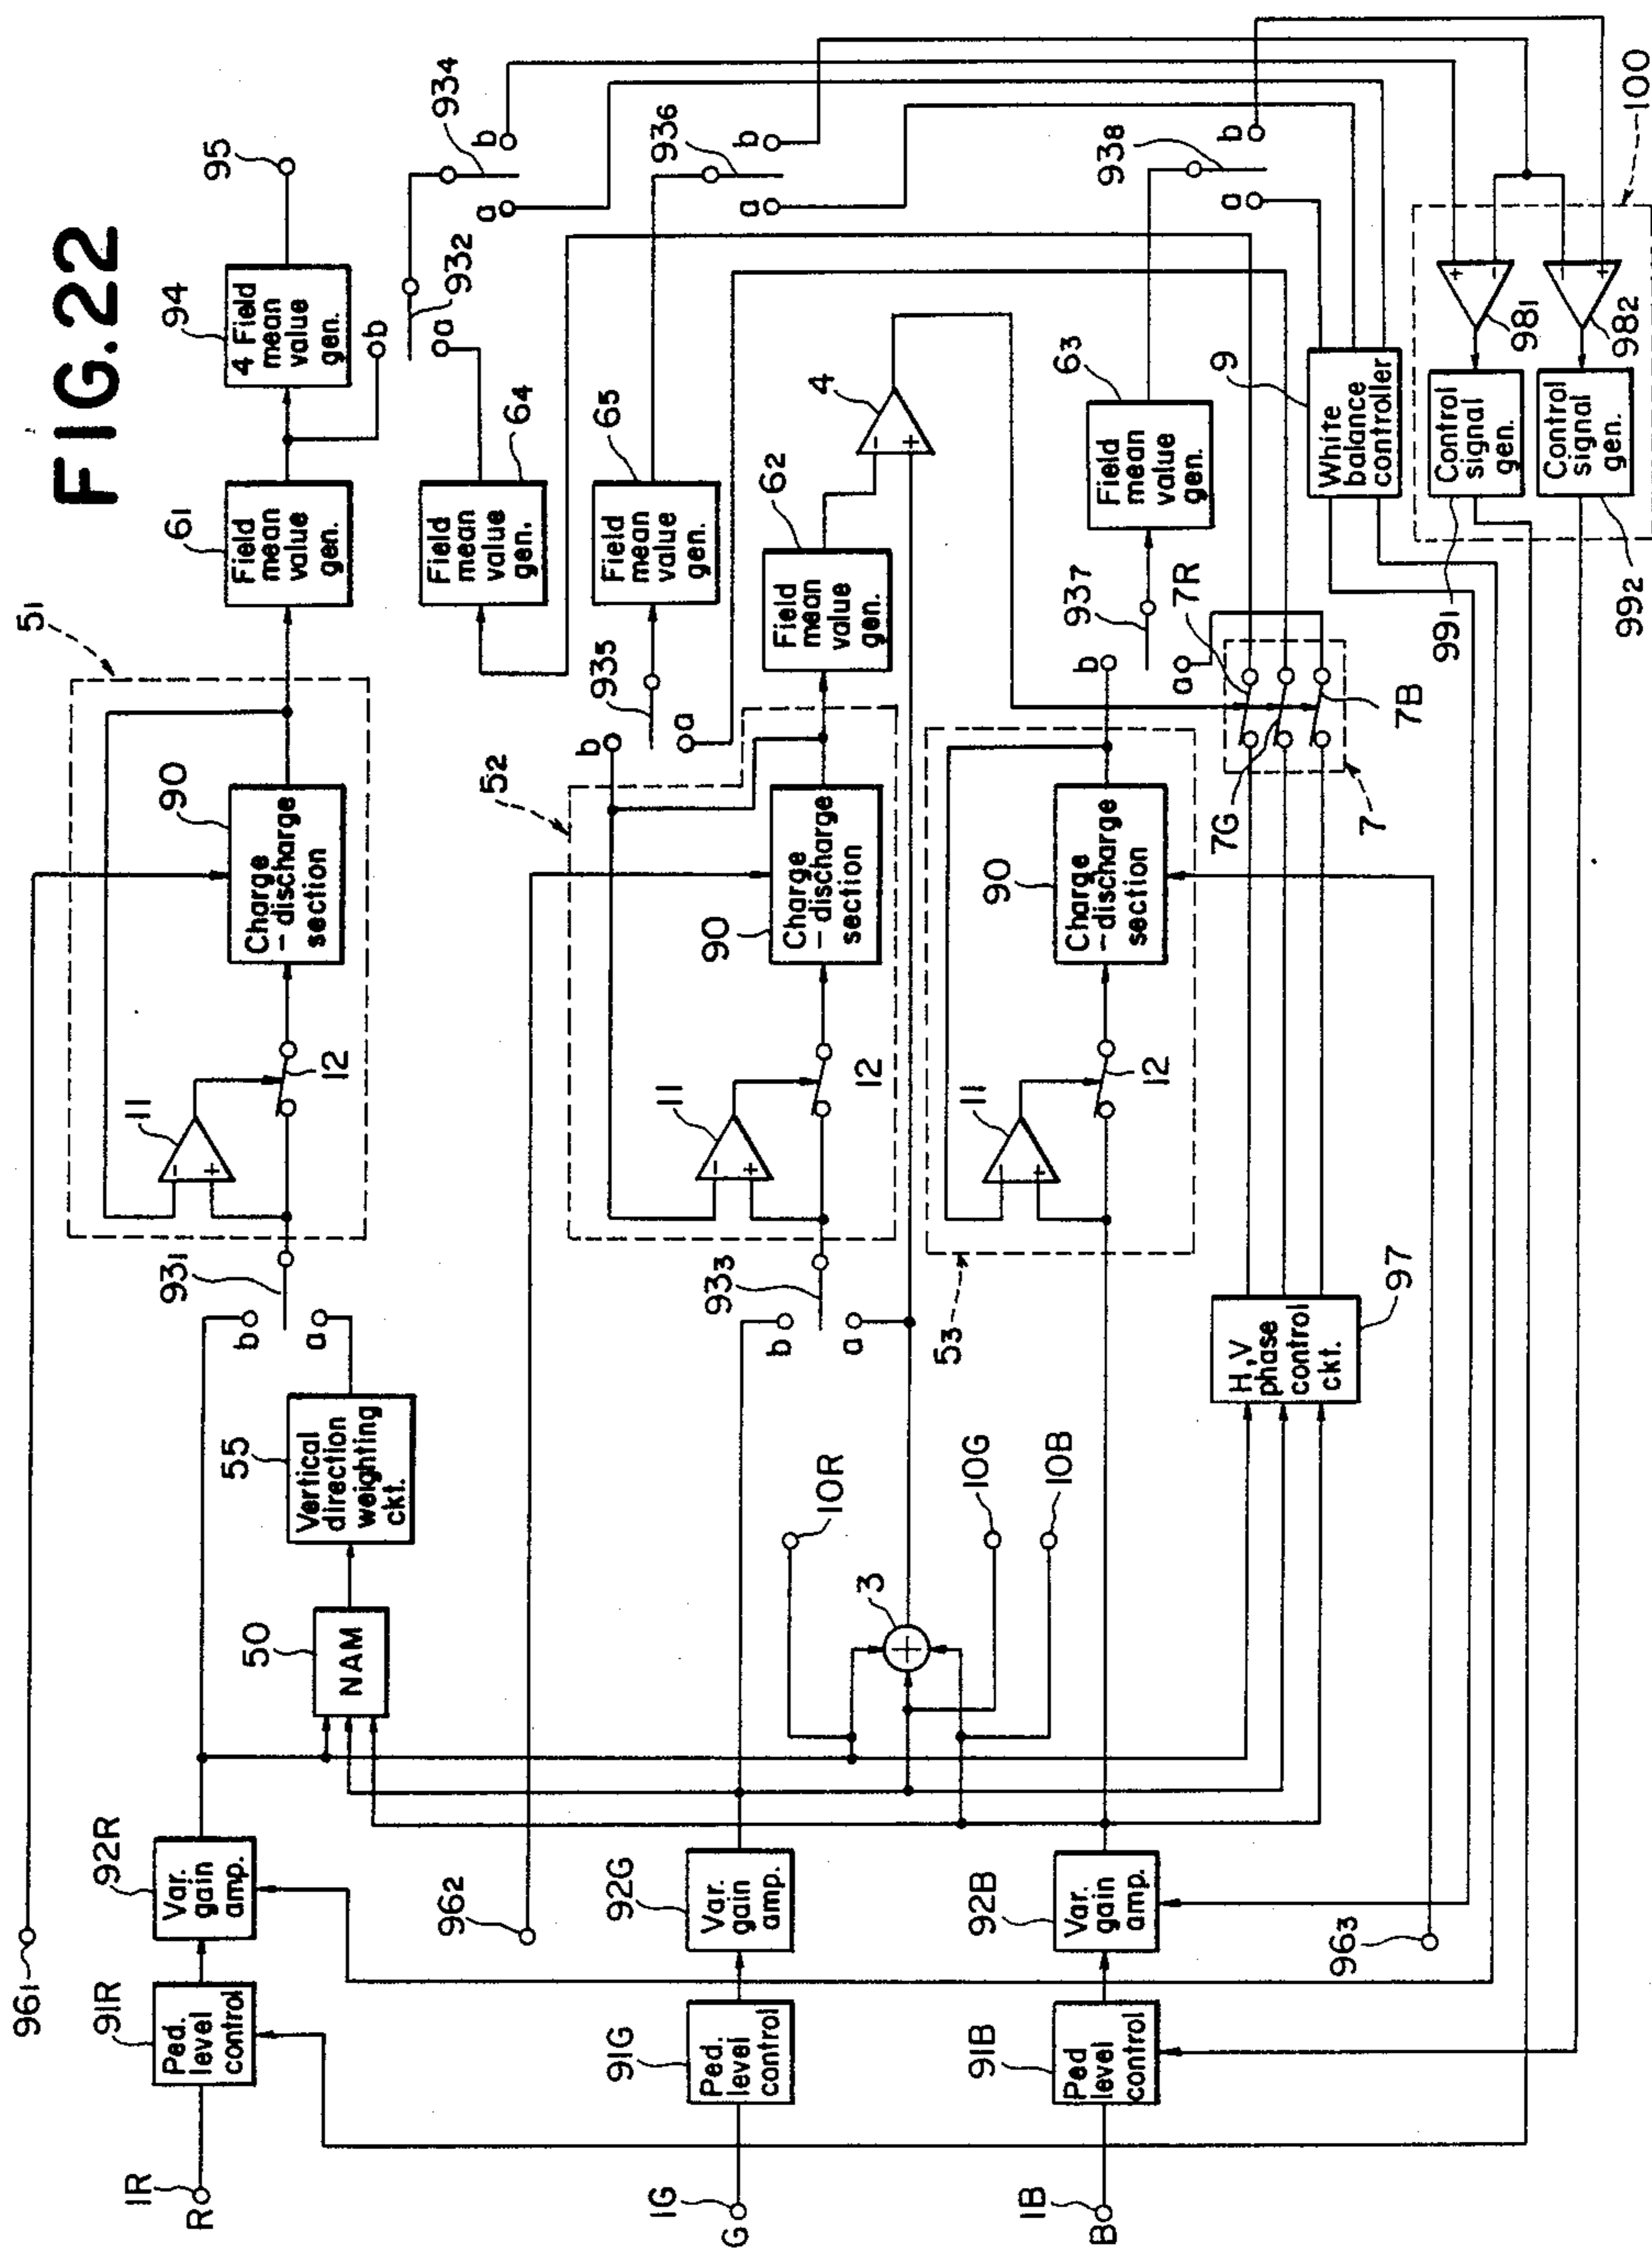 FIG.22
961
91R
Ped.
level
control
92R
Var.
gain
amp.
1R
R
50
NAM
55
Vertical
direction
weighting
ckt.
931
b
a
51
11
-
+
12
90
Charge
- discharge
section
61
Field
mean
value
gen.
94
4 Field
mean
value
gen.
95
b
a
932
934
b
a
64
Field
mean
value
gen.
962
1G
G
91G
Ped.
level
control
92G
Var.
gain
amp.
10R
3
+
10G
10B
933
b
a
52
11
-
+
12
90
Charge
- discharge
section
935
b
a
65
Field
mean
value
gen.
62
Field
mean
value
gen.
4
-
+
936
b
a
1B
B
91B
Ped
level
control
92B
Var.
gain
amp.
53
11
-
+
12
90
Charge
- discharge
section
937
b
a
63
Field
mean
value
gen.
938
b
a
963
97
H,V
phase
control
ckt.
7G
7R
7B
7
9
White
balance
controller
991
Control
signal
gen.
981
+
-
992
Control
signal
gen.
982
-
+
100